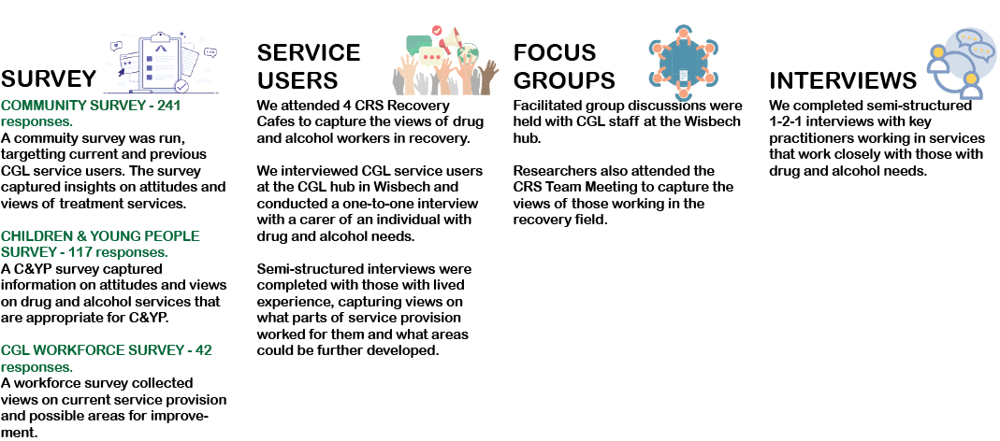 SURVEY
COMMUNITY SURVEY - 241
responses.
A commuity survey was run,
targetting current and previous
CGL service users. The survey
captured insights on attitudes and
views of treatment services.
CHILDREN & YOUNG PEOPLE
SURVEY - 117 responses.
A C&YP survey captured
information on attitudes and views
on drug and alcohol services that
are appropriate for C&YP.
CGL WORKFORCE SURVEY - 42
responses.
A workforce survey collected
views on current service provision
and possible areas for improve-
ment.
SERVICE
USERS
We attended 4 CRS Recovery
Cafes to capture the views of drug
and alcohol workers in recovery.
We interviewed CGL service users
at the CGL hub in Wisbech and
conducted a one-to-one interview
with a carer of an individual with
drug and alcohol needs.
Semi-structured interviews were
completed with those with lived
experience, capturing views on
what parts of service provision
worked for them and what areas
could be further developed.
FOCUS
GROUPS
Facilitated group discussions were
held with CGL staff at the Wisbech
hub.
Researchers also attended the
CRS Team Meeting to capture the
views of those working in the
recovery field.
INTERVIEWS
We completed semi-structured
1-2-1 interviews with key
practitioners working in services
that work closely with those with
drug and alcohol needs.